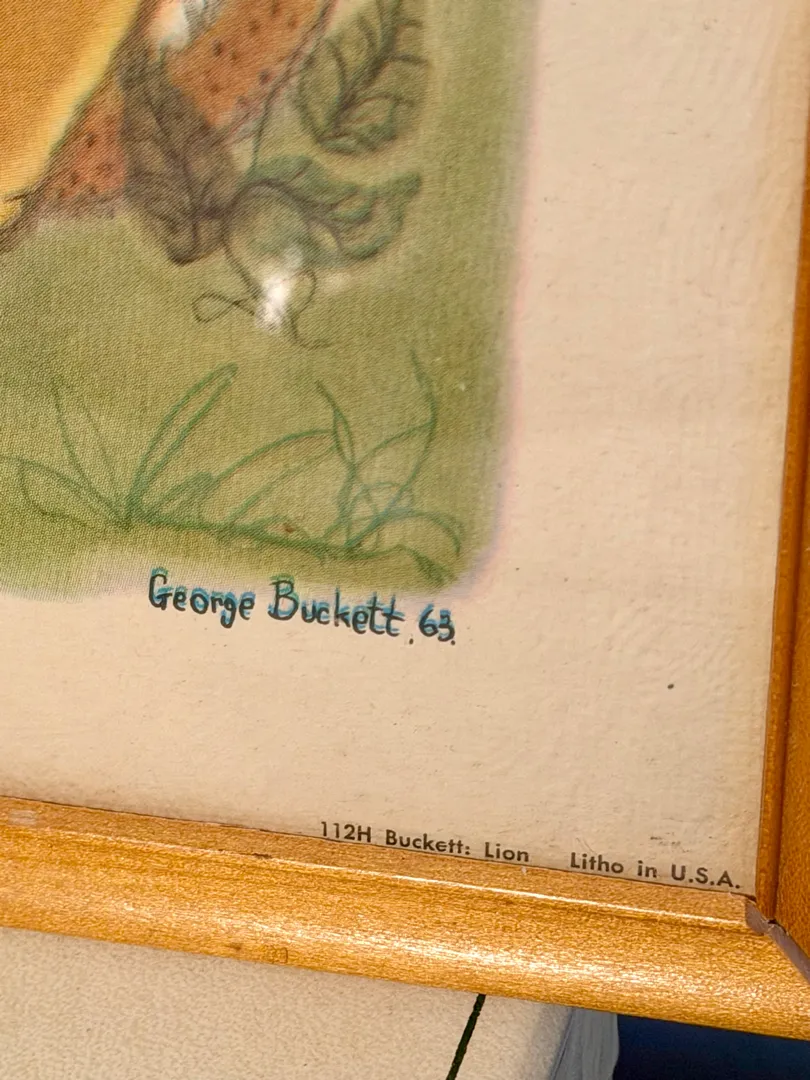 George Buckett. 63.
112H Buckett: Lion Litho in U.S.A.